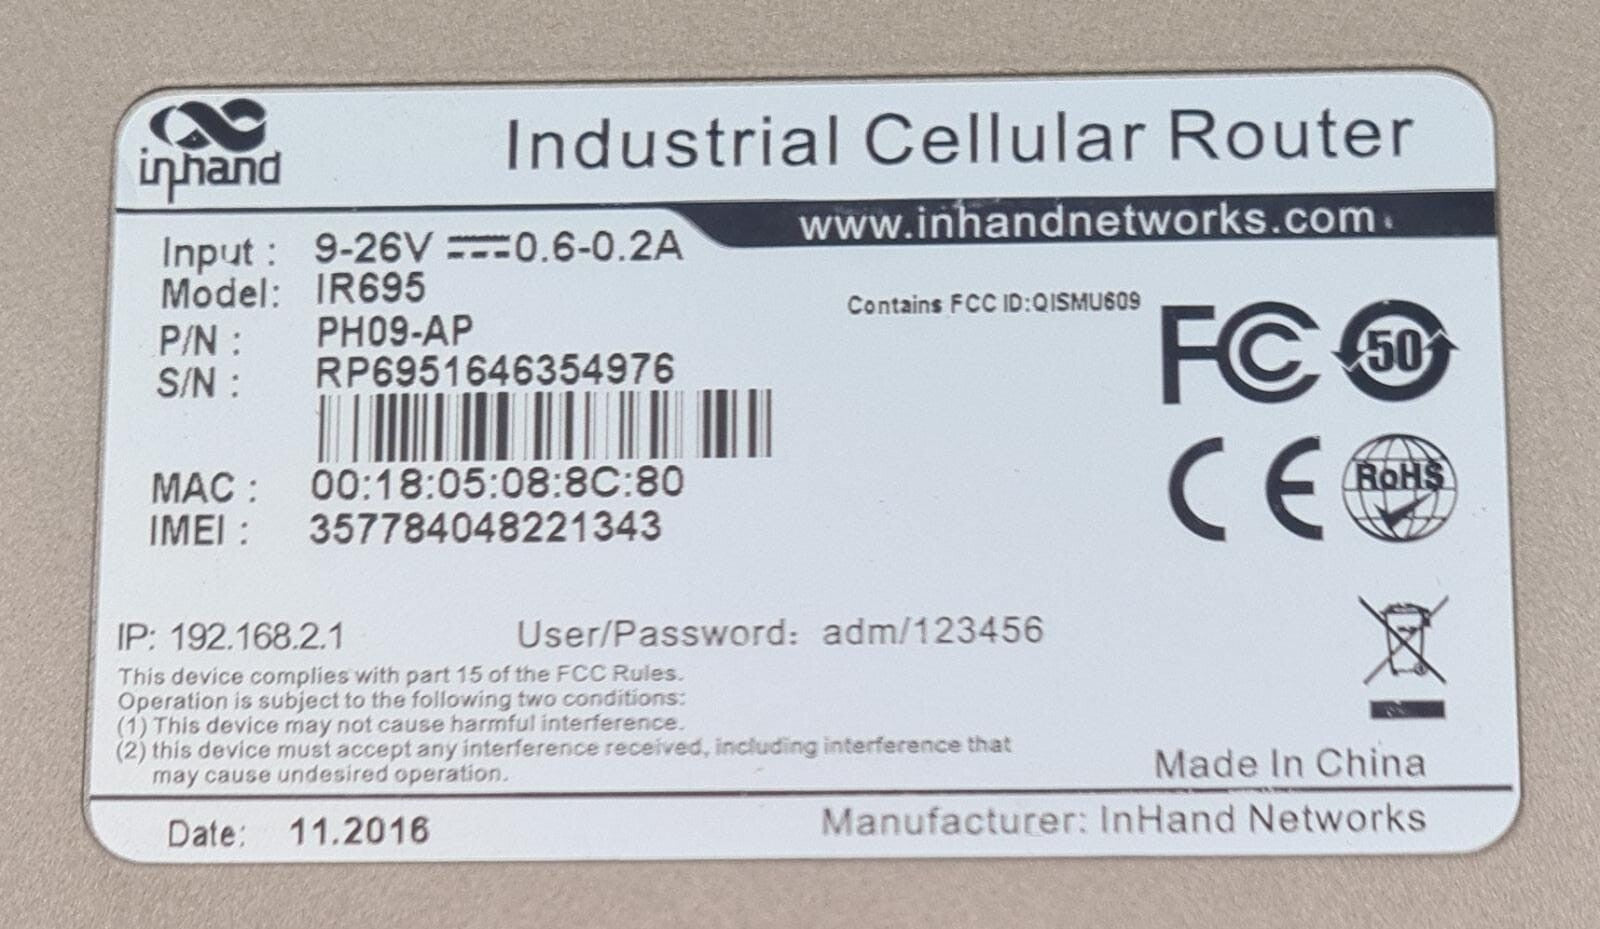 inhand
Industrial Cellular Router
www.inhandnetworks.com
Input : 9-26V 0.6-0.2A
Model: IR695
P/N : PH09-AP
S/N : RP6951646354976
Contains FCC ID:QISMU609
FC
50
CE
RoHS
MAC : 00:18:05:08:8C:80
IMEI : 357784048221343
IP: 192.168.2.1 User/Password: adm/123456
This device complies with part 15 of the FCC Rules.
Operation is subject to the following two conditions:
(1) This device may not cause harmful interference.
(2) this device must accept any interference received, including interference that
may cause undesired operation.
Made In China
Date: 11.2016 Manufacturer: InHand Networks